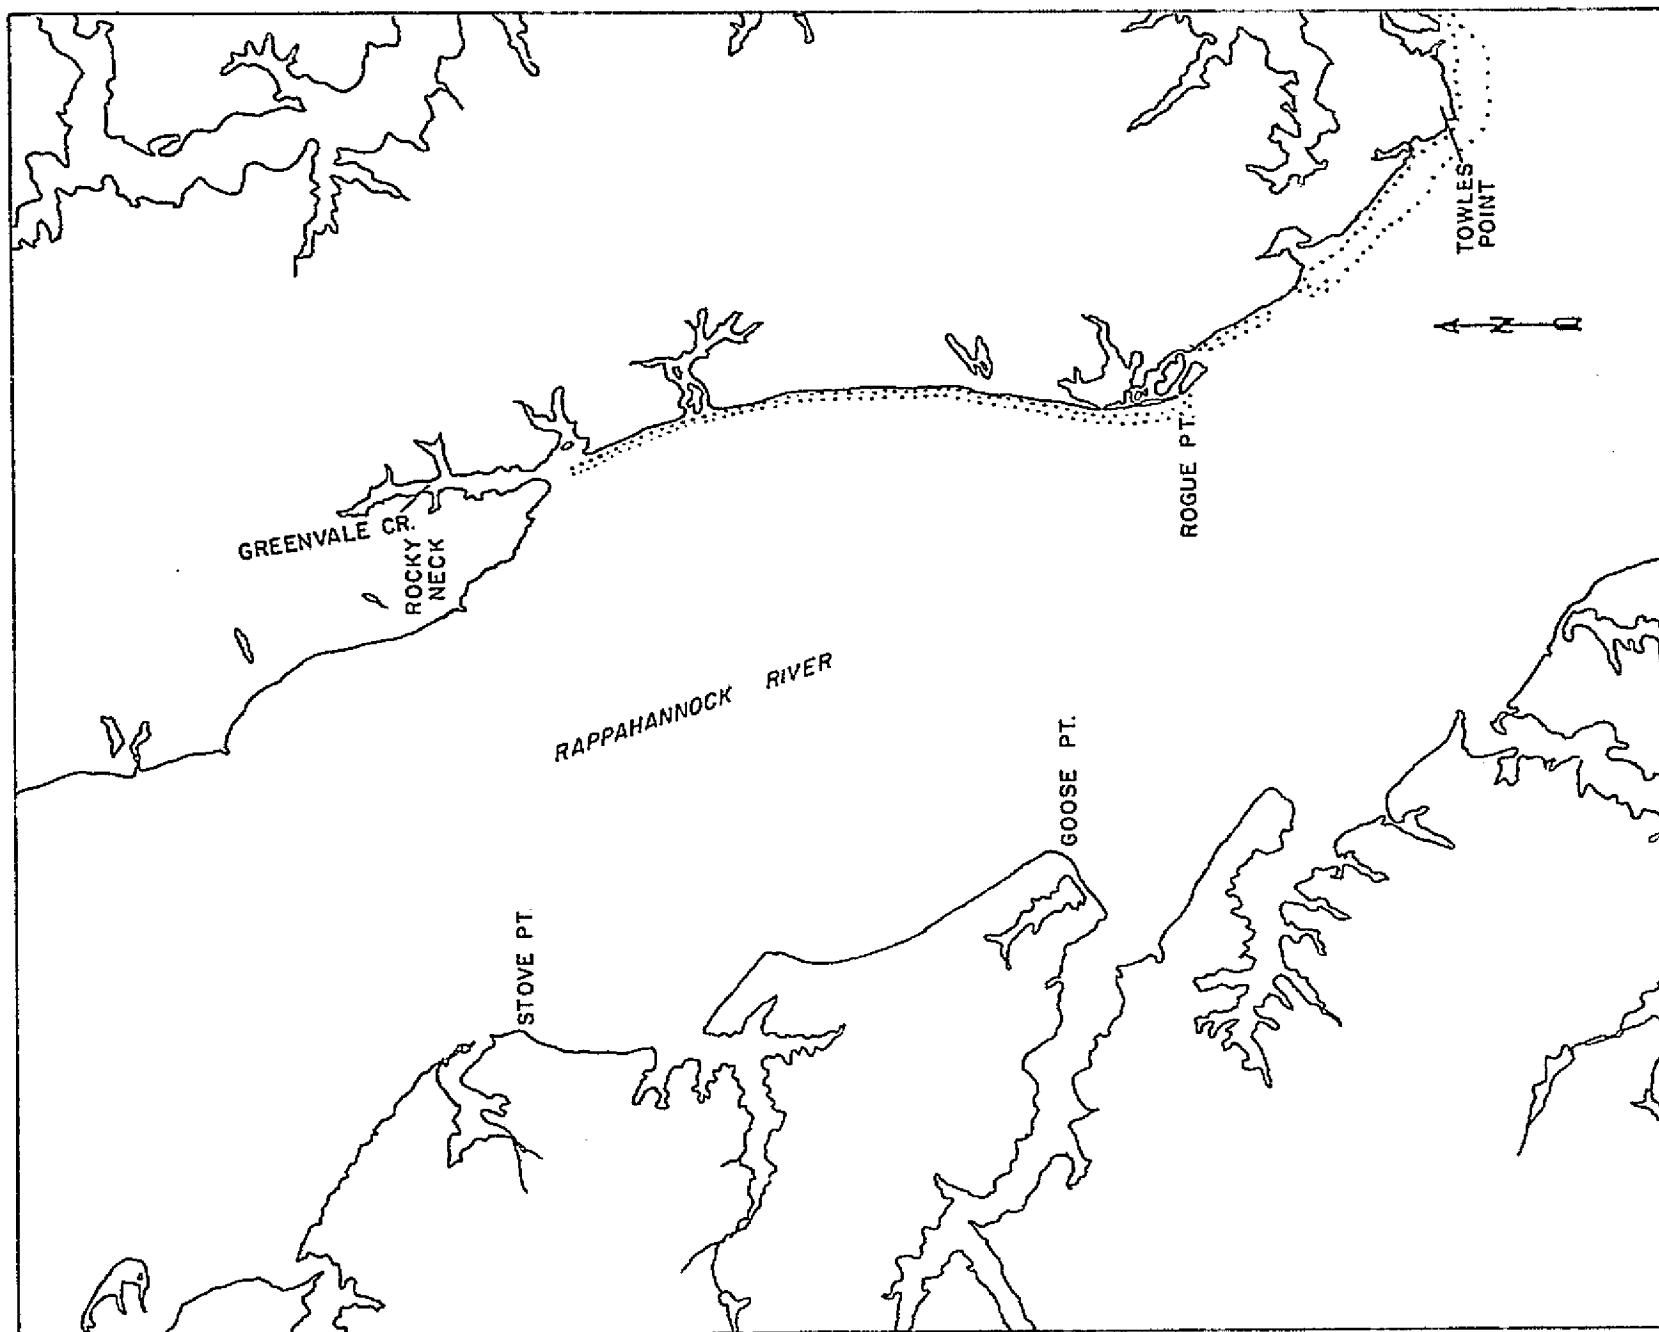 GREENVALE CR.
ROCKY
NECK
RAPPAHANNOCK RIVER
STOVE PT.
GOOSE PT.
ROGUE PT.
TOWLES
POINT
N